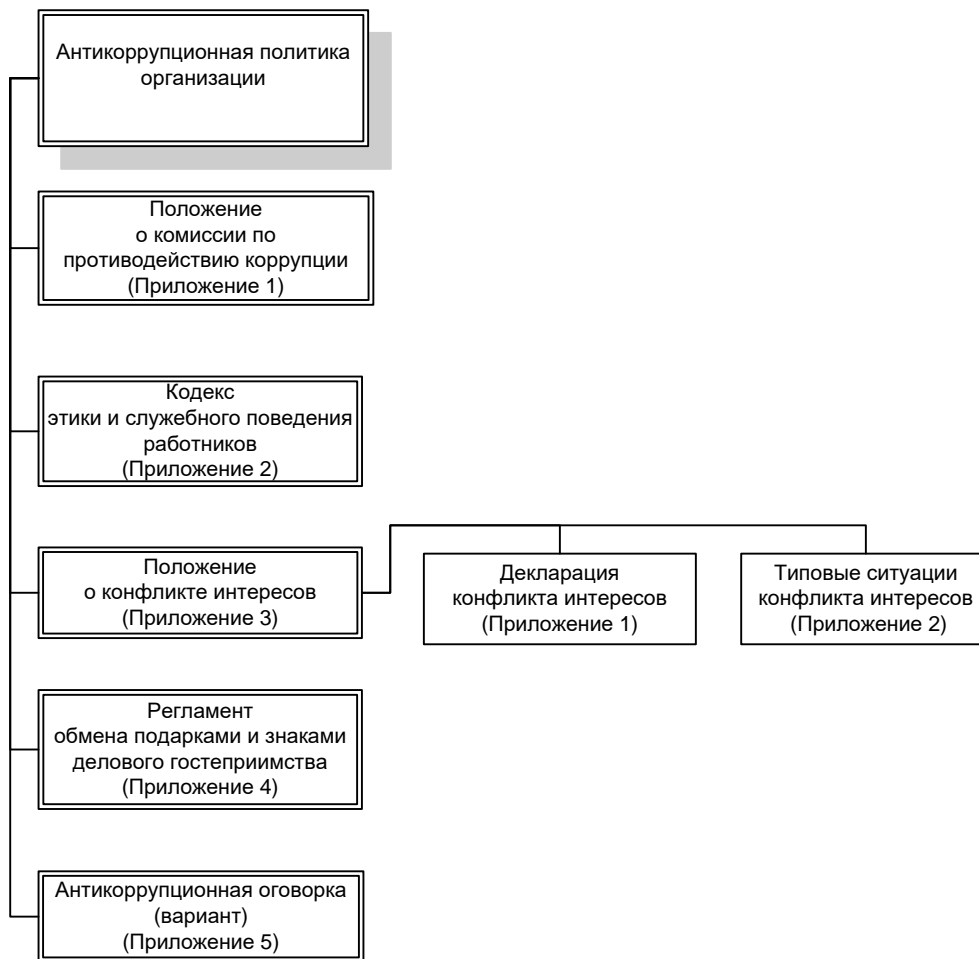 Антикоррупционная политика
организации
Положение
о комиссии по
противодействию коррупции
(Приложение 1)
Кодекс
этики и служебного поведения
работников
(Приложение 2)
Положение
о конфликте интересов
(Приложение 3)
Декларация
конфликта интересов
(Приложение 1)
Типовые ситуации
конфликта интересов
(Приложение 2)
Регламент
обмена подарками и знаками
делового гостеприимства
(Приложение 4)
Антикоррупционная оговорка
(вариант)
(Приложение 5)